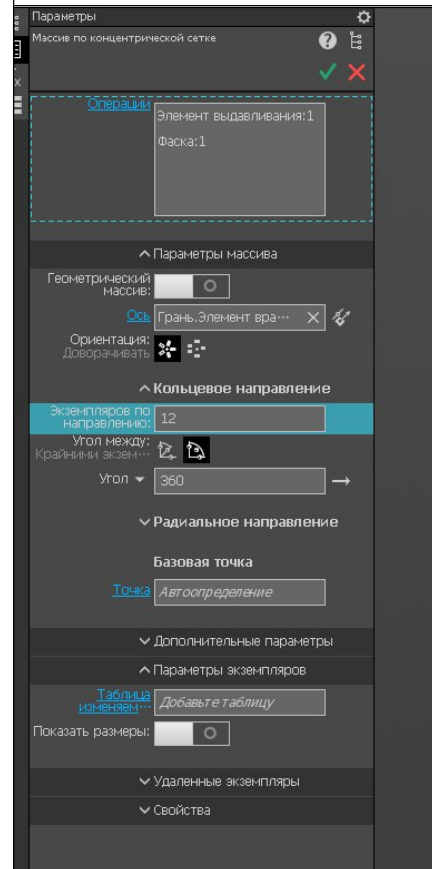 Параметры
Массив по концентрической сетке
Операции
Элемент выдавливания:1
Фаска:1
Параметры массива
Геометрический
массив:
Ось Грань.Элемент вра···
Ориентация:
Доворачивать
Кольцевое направление
Экземпляров по
направлению: 12
Угол между:
Крайними экзем···
Угол 360
Радиальное направление
Базовая точка
Точка Автоопределение
Дополнительные параметры
Параметры экземпляров
Таблица
изменяем··· Добавьте таблицу
Показать размеры:
Удаленные экземпляры
Свойства